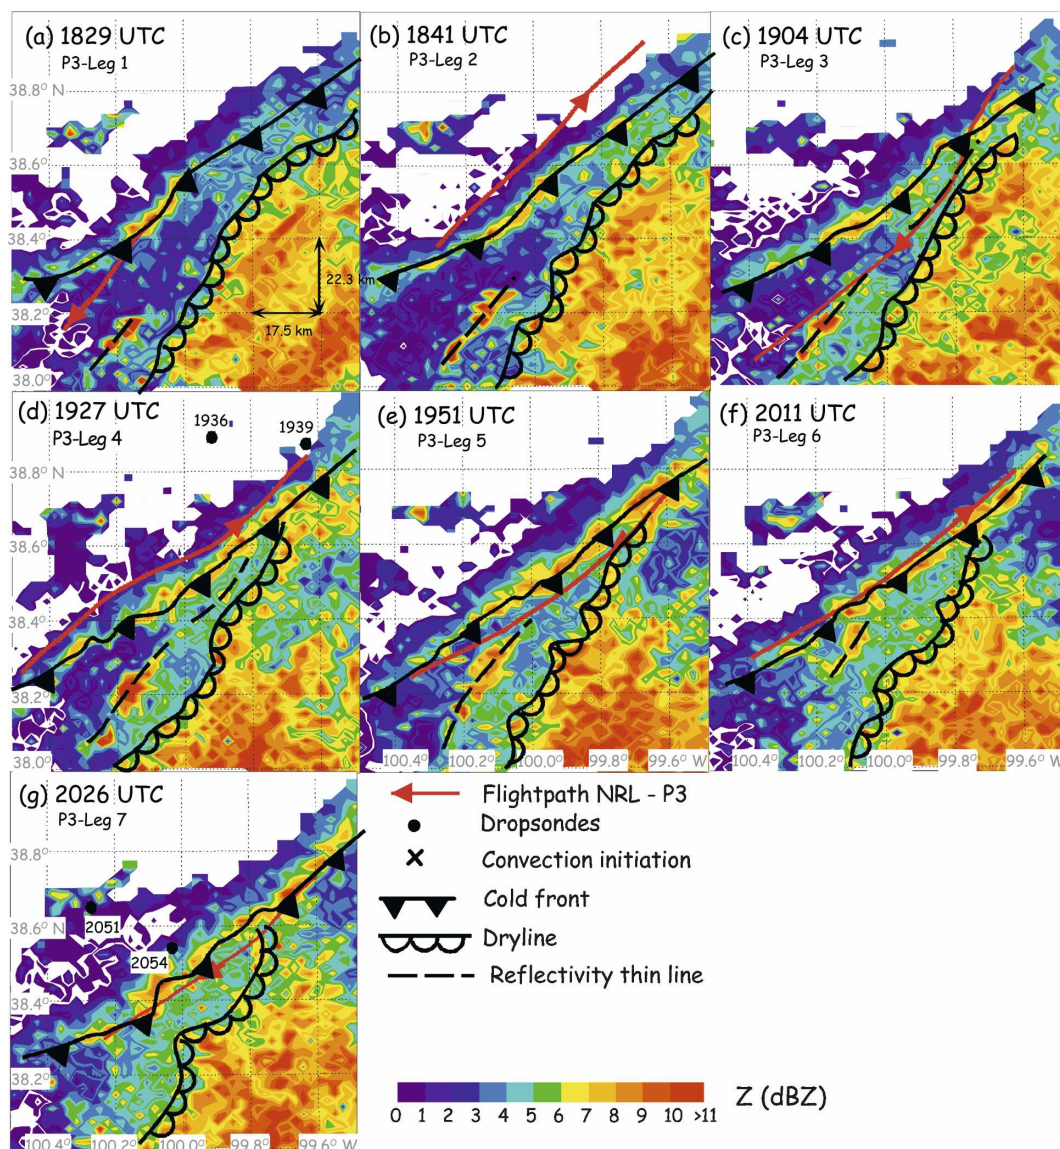 (a) 1829 UTC
P3-Leg 1
38.8° N
38.6°
38.4°
38.2°
38.0°
22.3 km
17.5 km
(b) 1841 UTC
P3-Leg 2
(c) 1904 UTC
P3-Leg 3
(d) 1927 UTC
P3-Leg 4
1936
1939
38.8°
38.6°
38.4°
38.2°
38.0°
(e) 1951 UTC
P3-Leg 5
100.4° 100.2° 100.0° 99.8° 99.6° W
(f) 2011 UTC
P3-Leg 6
100.4° 100.2° 100.0° 99.8° 99.6° W
(g) 2026 UTC
P3-Leg 7
38.8°
38.6° N
38.4°
38.2°
2051
2054
100.4° 100.2° 100.0° 99.8° 99.6° W
Flightpath NRL - P3
Dropsondes
Convection initiation
Cold front
Dryline
Reflectivity thin line
0 1 2 3 4 5 6 7 8 9 10 >11
Z (dBZ)